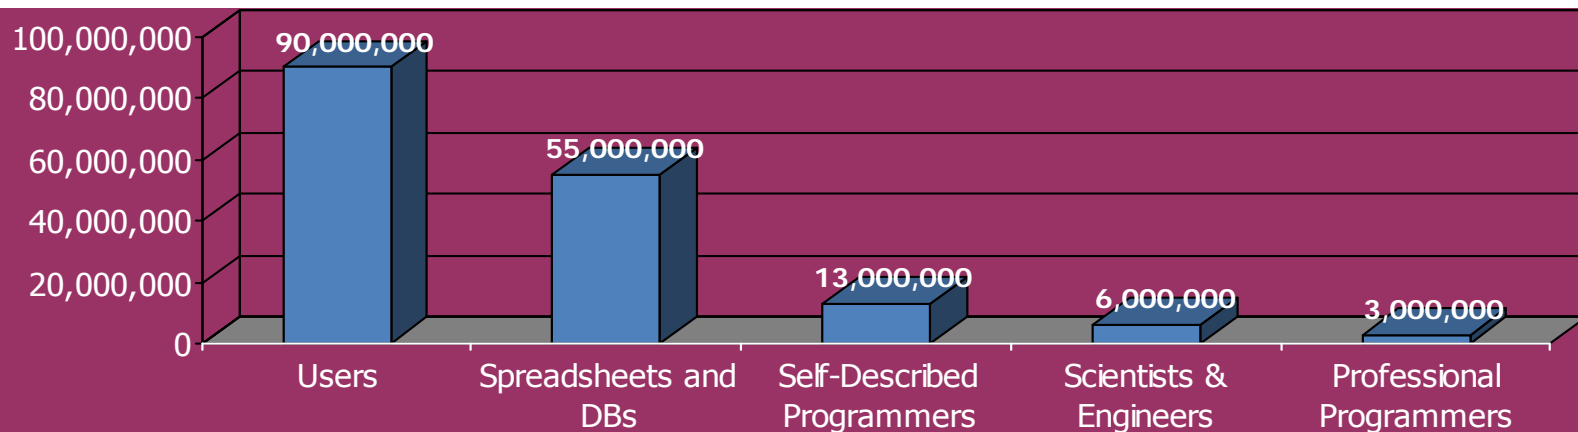 100,000,000
80,000,000
60,000,000
40,000,000
20,000,000
0
90,000,000
55,000,000
13,000,000
6,000,000
3,000,000
Users
Spreadsheets and
DBs
Self-Described
Programmers
Scientists &
Engineers
Professional
Programmers